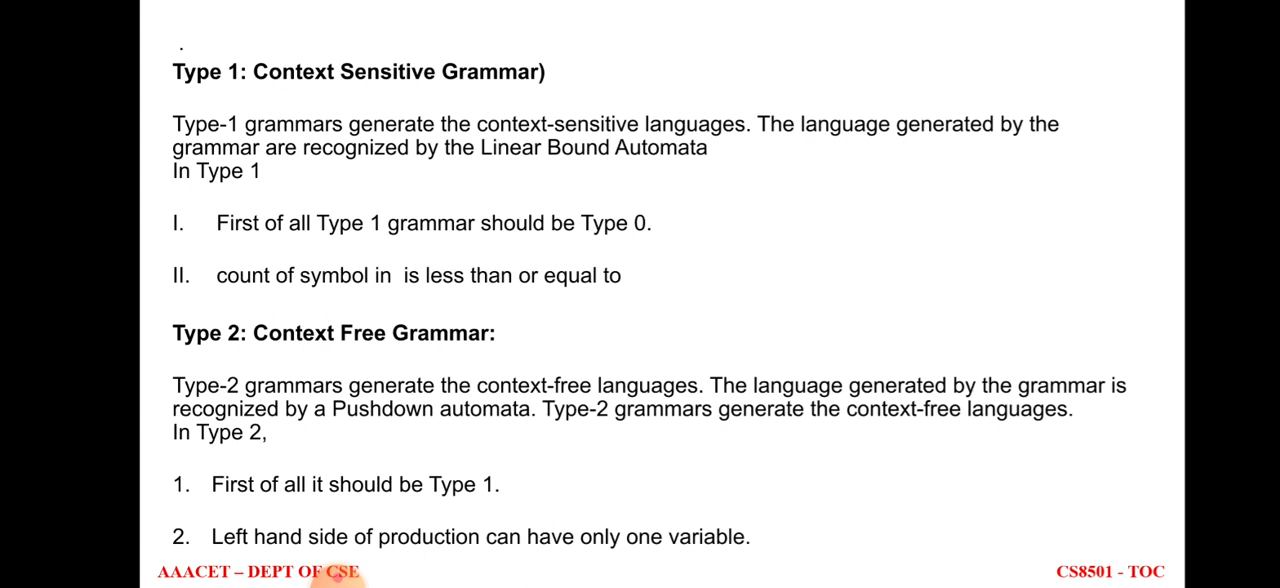 .
Type 1: Context Sensitive Grammar)
Type-1 grammars generate the context-sensitive languages. The language generated by the
grammar are recognized by the Linear Bound Automata
In Type 1
I. First of all Type 1 grammar should be Type 0.
II. count of symbol in  is less than or equal to
Type 2: Context Free Grammar:
Type-2 grammars generate the context-free languages. The language generated by the grammar is
recognized by a Pushdown automata. Type-2 grammars generate the context-free languages.
In Type 2,
1. First of all it should be Type 1.
2. Left hand side of production can have only one variable.
AAACET – DEPT OF CSE
CS8501 - TOC